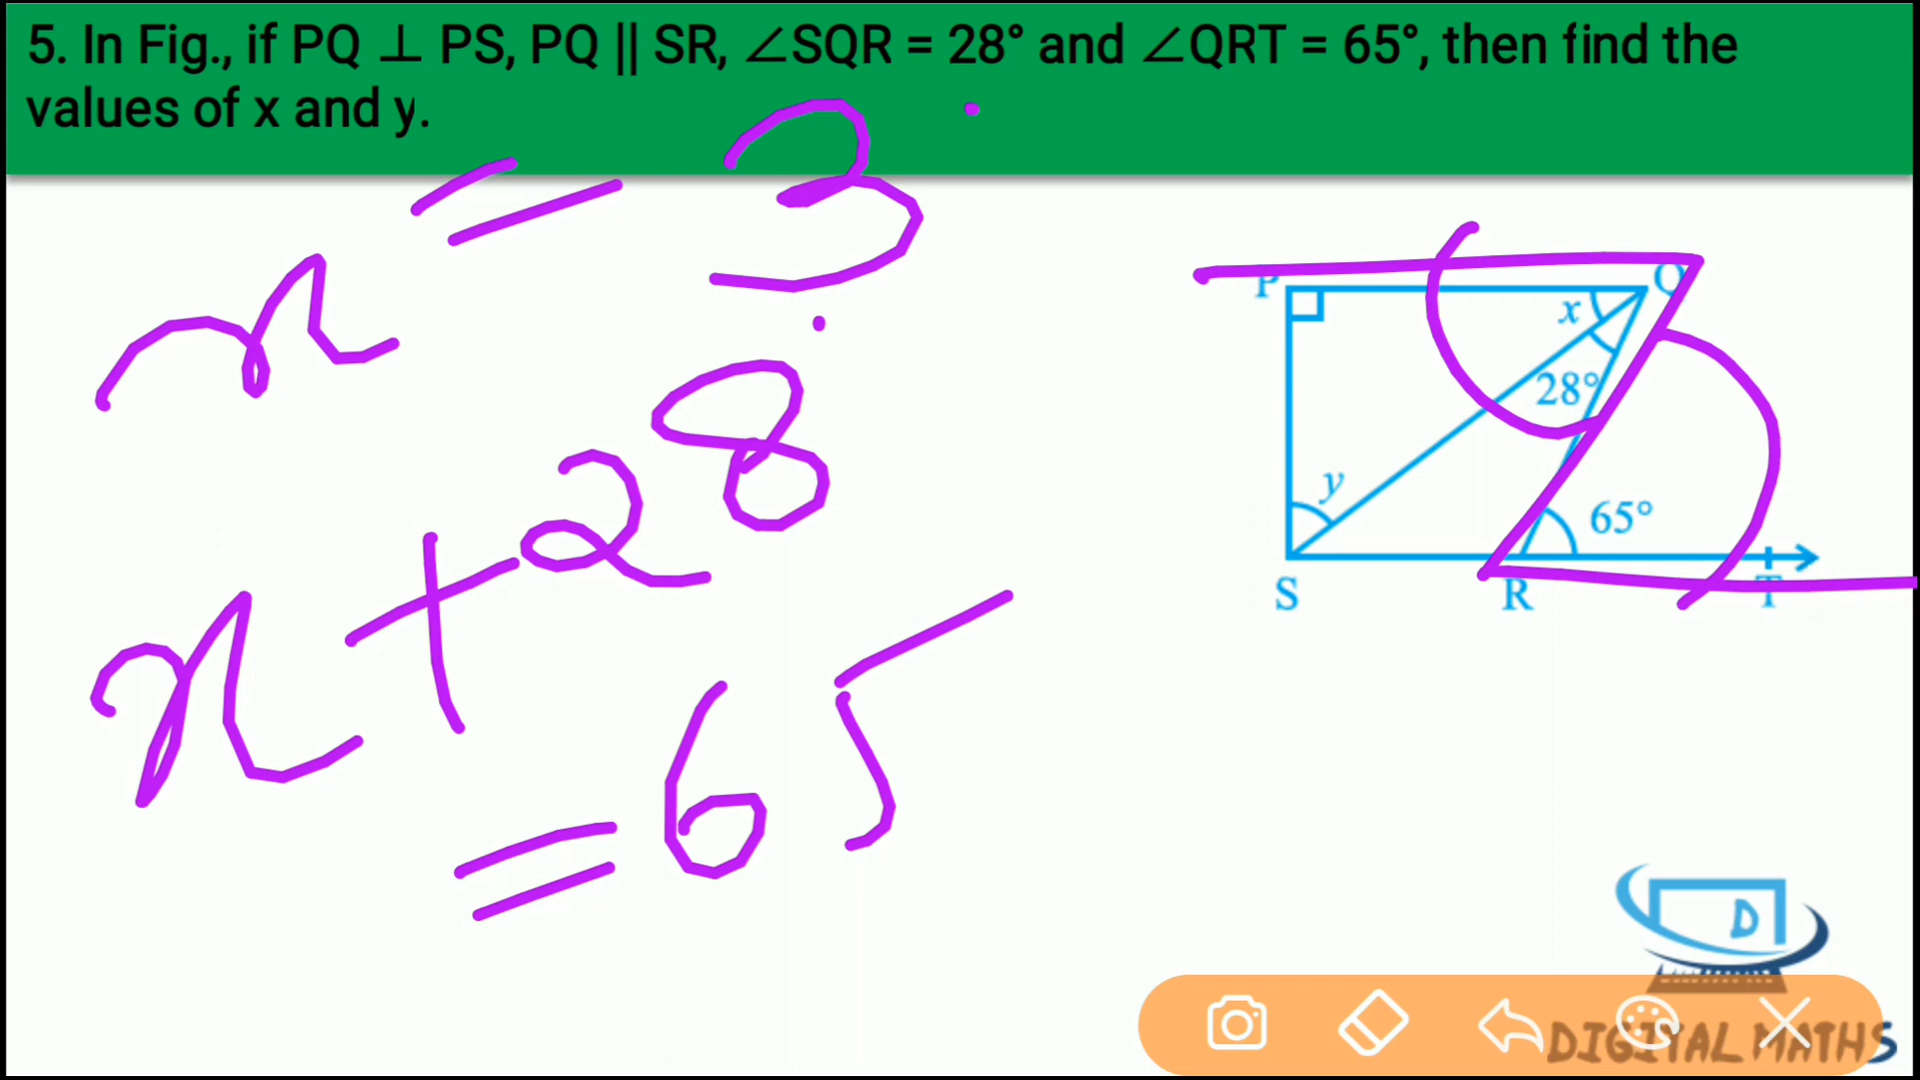 5. In Fig., if PQ ⊥ PS, PQ || SR, ∠SQR = 28° and ∠QRT = 65°, then find the
values of x and y.
x = 3
x + 28
= 65
P
Q
x
28°
y
65°
S
R
T
D
DIGITAL MATHS